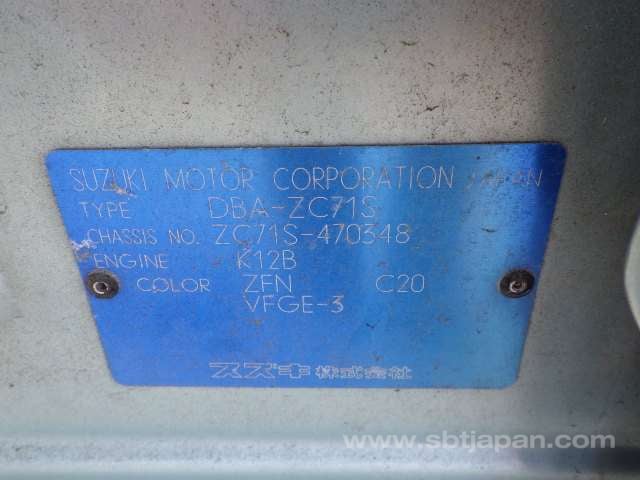 SUZUKI MOTOR CORPORATION JAPAN
TYPE DBA-ZC71S
CHASSIS NO. ZC71S-470348
ENGINE K12B
COLOR ZFN C20
VFGE-3
スズキ株式会社
www.sbtjapan.com